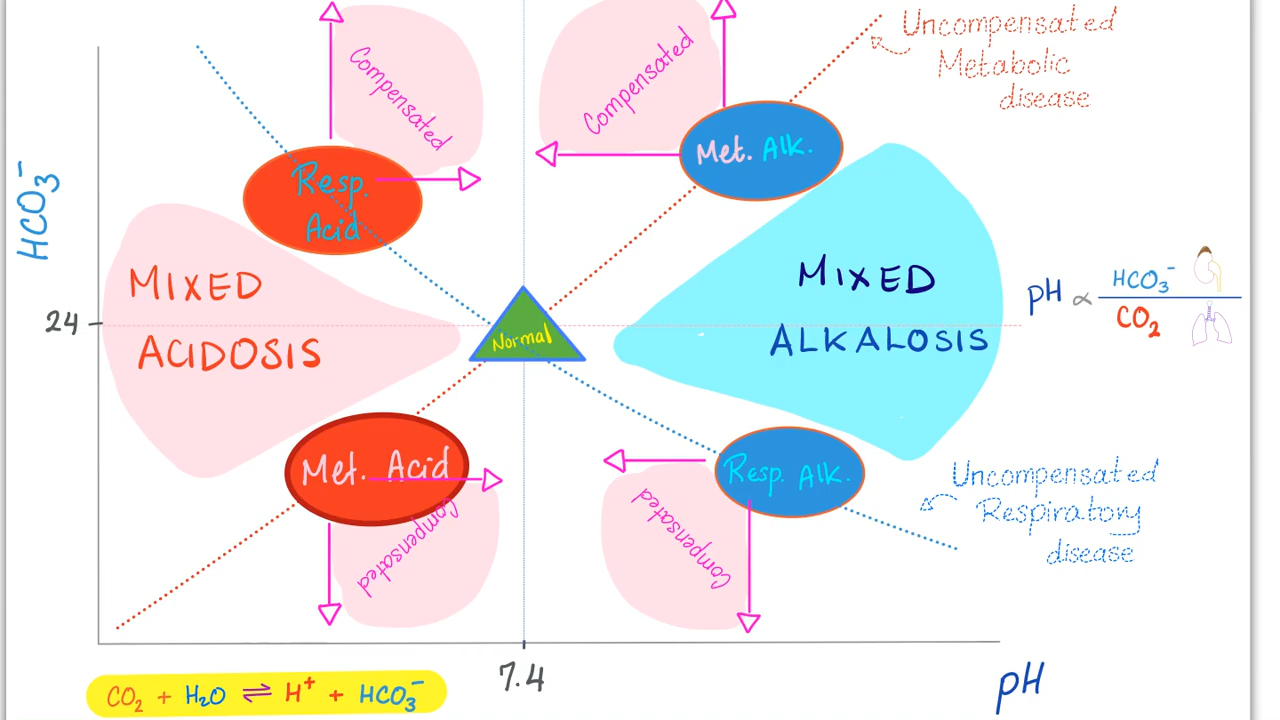 Uncompensated
Metabolic
disease
Compensated
Compensated
Met. Alk.
Resp.
Acid
HCO₃⁻
MIXED
ACIDOSIS
MIXED
ALKALOSIS
pH ∝ HCO₃⁻
CO₂
24
Normal
Met. Acid
Resp. Alk.
Compensated
Compensated
Uncompensated
Respiratory
disease
7.4
pH
CO₂ + H₂O ⇌ H⁺ + HCO₃⁻